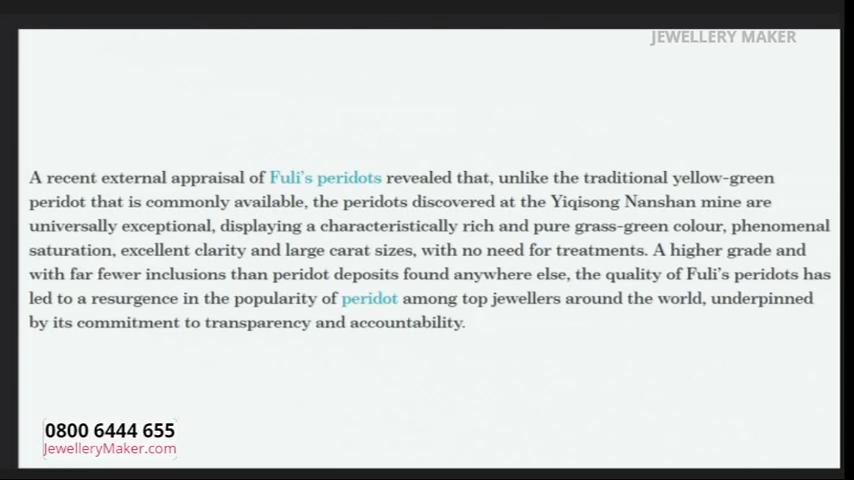 JEWELLERY MAKER
A recent external appraisal of Fuli's peridots revealed that, unlike the traditional yellow-green
peridot that is commonly available, the peridots discovered at the Yiqisong Nanshan mine are
universally exceptional, displaying a characteristically rich and pure grass-green colour, phenomenal
saturation, excellent clarity and large carat sizes, with no need for treatments. A higher grade and
with far fewer inclusions than peridot deposits found anywhere else, the quality of Fuli's peridots has
led to a resurgence in the popularity of peridot among top jewellers around the world, underpinned
by its commitment to transparency and accountability.
0800 6444 655
JewelleryMaker.com